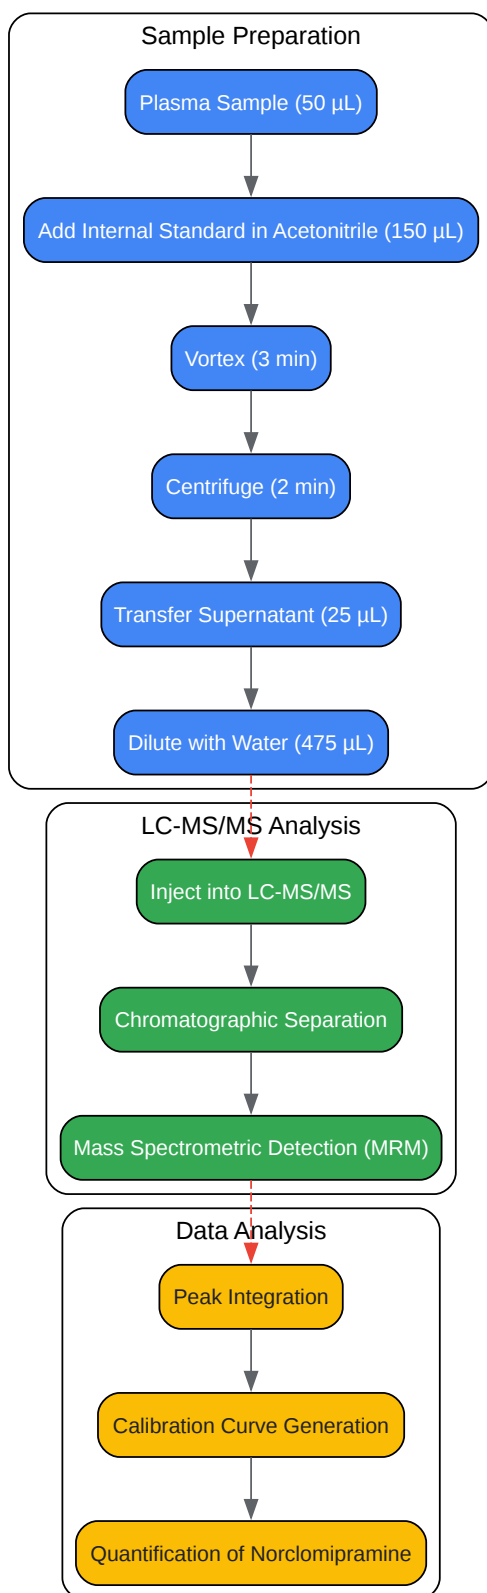 Sample Preparation
Plasma Sample (50 µL)
Add Internal Standard in Acetonitrile (150 µL)
Vortex (3 min)
Centrifuge (2 min)
Transfer Supernatant (25 µL)
Dilute with Water (475 µL)
LC-MS/MS Analysis
Inject into LC-MS/MS
Chromatographic Separation
Mass Spectrometric Detection (MRM)
Data Analysis
Peak Integration
Calibration Curve Generation
Quantification of Norclomipramine